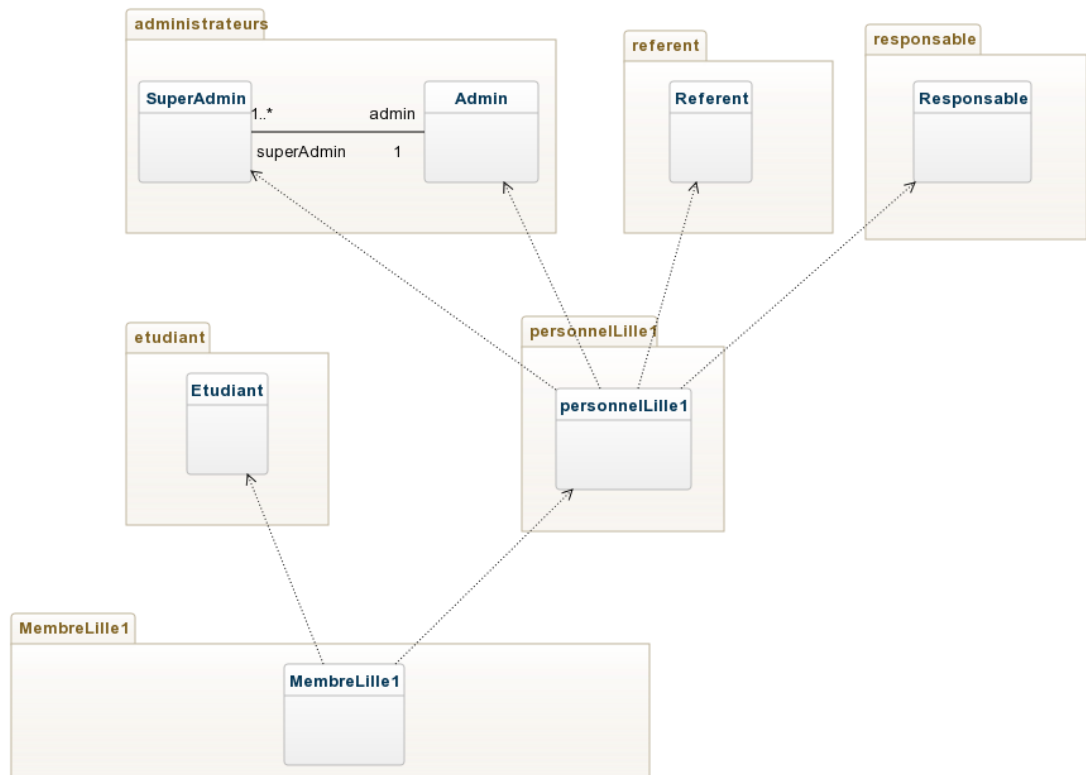 administrateurs
referent
responsable
SuperAdmin
Admin
Referent
Responsable
1..*
admin
superAdmin
1
etudiant
personnelLille1
Etudiant
personnelLille1
MembreLille1
MembreLille1